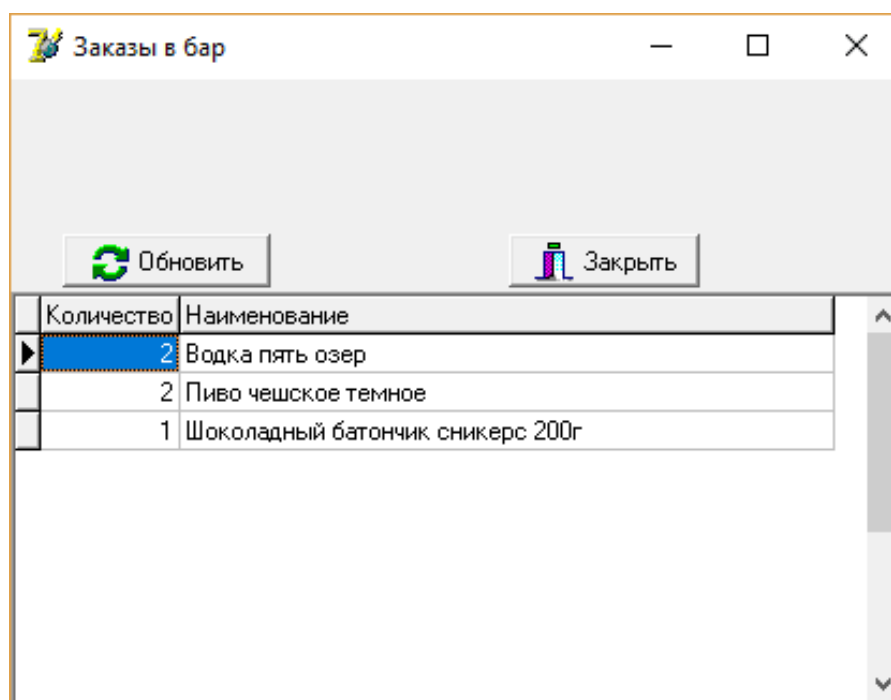 Заказы в бар
Обновить Закрыть
Количество Наименование
2 Водка пять озер
2 Пиво чешское темное
1 Шоколадный батончик сникерс 200г